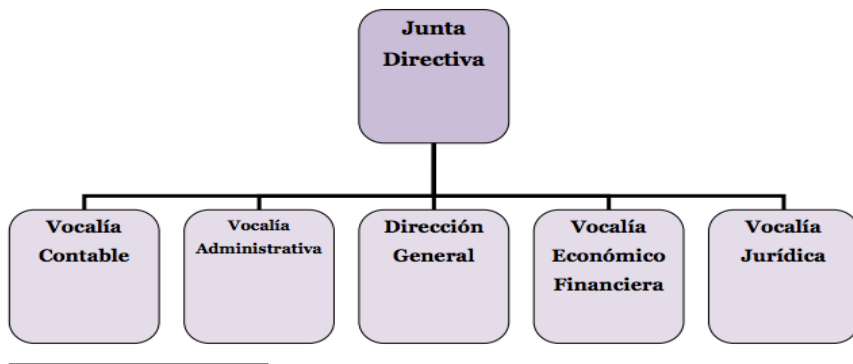 Junta
Directiva
Vocalía
Contable
Vocalía
Administrativa
Dirección
General
Vocalía
Económico
Financiera
Vocalía
Jurídica